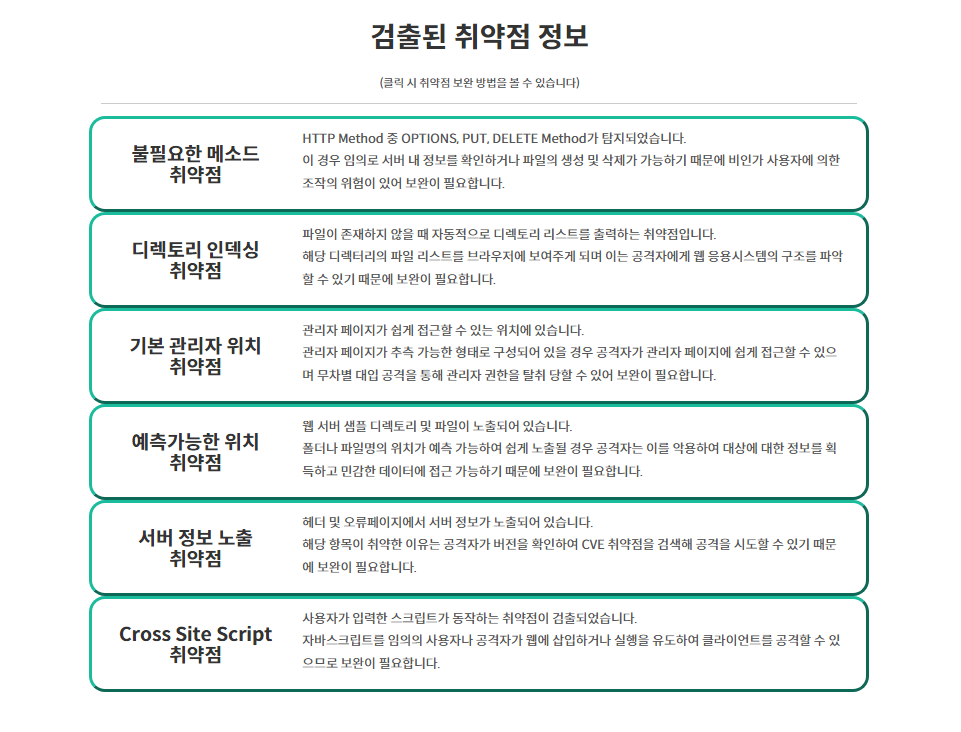 검출된 취약점 정보
(클릭 시 취약점 보완 방법을 볼 수 있습니다)
불필요한 메소드
취약점
HTTP Method 중 OPTIONS, PUT, DELETE Method가 탐지되었습니다.
이 경우 임의로 서버 내 정보를 확인하거나 파일의 생성 및 삭제가 가능하기 때문에 비인가 사용자에 의한
조작의 위험이 있어 보완이 필요합니다.
디렉토리 인덱싱
취약점
파일이 존재하지 않을 때 자동적으로 디렉토리 리스트를 출력하는 취약점입니다.
해당 디렉터리의 파일 리스트를 브라우저에 보여주게 되며 이는 공격자에게 웹 응용시스템의 구조를 파악
할 수 있기 때문에 보완이 필요합니다.
기본 관리자 위치
취약점
관리자 페이지가 쉽게 접근할 수 있는 위치에 있습니다.
관리자 페이지가 추측 가능한 형태로 구성되어 있을 경우 공격자가 관리자 페이지에 쉽게 접근할 수 있으
며 무차별 대입 공격을 통해 관리자 권한을 탈취 당할 수 있어 보완이 필요합니다.
예측가능한 위치
취약점
웹 서버 샘플 디렉토리 및 파일이 노출되어 있습니다.
폴더나 파일명의 위치가 예측 가능하여 쉽게 노출될 경우 공격자는 이를 악용하여 대상에 대한 정보를 획
득하고 민감한 데이터에 접근 가능하기 때문에 보완이 필요합니다.
서버 정보 노출
취약점
헤더 및 오류페이지에서 서버 정보가 노출되어 있습니다.
해당 항목이 취약한 이유는 공격자가 버전을 확인하여 CVE 취약점을 검색해 공격을 시도할 수 있기 때문
에 보완이 필요합니다.
Cross Site Script
취약점
사용자가 입력한 스크립트가 동작하는 취약점이 검출되었습니다.
자바스크립트를 임의의 사용자나 공격자가 웹에 삽입하거나 실행을 유도하여 클라이언트를 공격할 수 있
으므로 보완이 필요합니다.